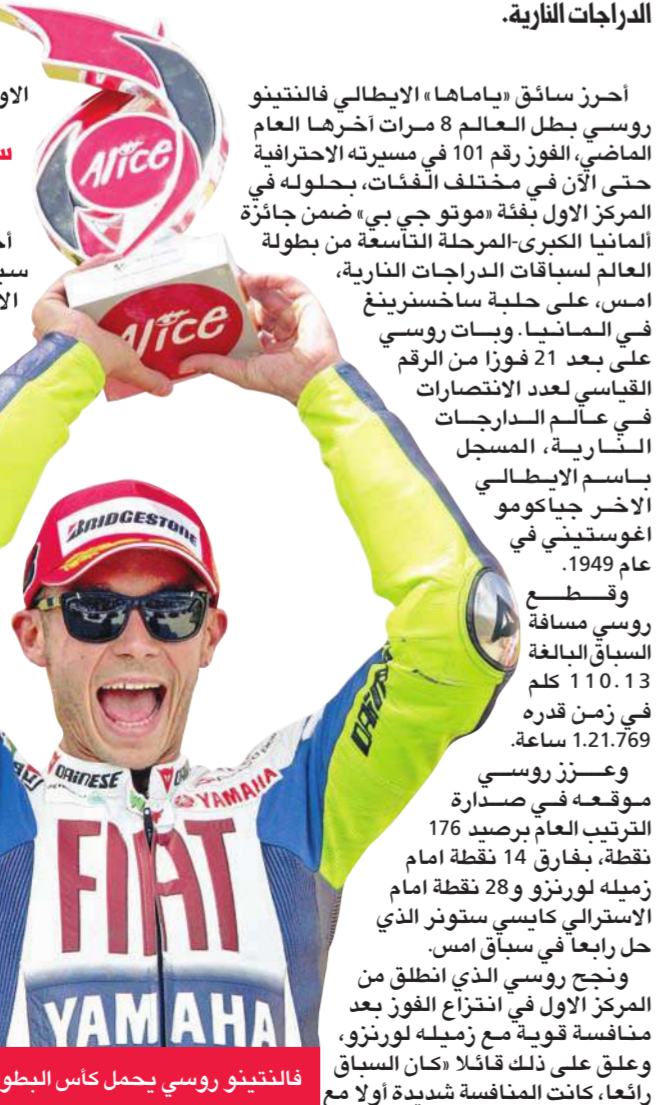 الدراجات النارية.
أحرز سائق «ياماها» الايطالي فالنتينو
روسي بطل العالم 8 مرات آخرها العام
الماضي، الفوز رقم 101 في مسيرته الاحترافية
حتى الآن في مختلف الفئات، بحلوله في
المركز الاول بفئة «موتو جي بي» ضمن جائزة
ألمانيا الكبرى-المرحلة التاسعة من بطولة
العالم لسباقات الدراجات النارية،
امس، على حلبة ساخسنرينغ
في المانيا. وبات روسي
على بعد 21 فوزا من الرقم
القياسي لعدد الانتصارات
في عالم الدارجات
النارية، المسجل
باسم الايطالي
الاخر جياكومو
اغوستيني في
عام 1949.
وقطع
روسي مسافة
السباق البالغة
110.13 كلم
في زمن قدره
1.21.769 ساعة.
وعزز روسي
موقعه في صدارة
الترتيب العام برصيد 176
نقطة، بفارق 14 نقطة امام
زميله لورنزو و28 نقطة امام
الاسترالي كايسي ستونر الذي
حل رابعا في سباق امس.
ونجح روسي الذي انطلق من
المركز الاول في انتزاع الفوز بعد
منافسة قوية مع زميله لورنزو،
وعلق على ذلك قائلا «كان السباق
رائعا، كانت المنافسة شديدة أولا مع
Alice
Alice
BRIDGESTONE
DAINESE
DAINESE
YAMAHA
FIAT
YAMAHA
فالنتينو روسي يحمل كأس